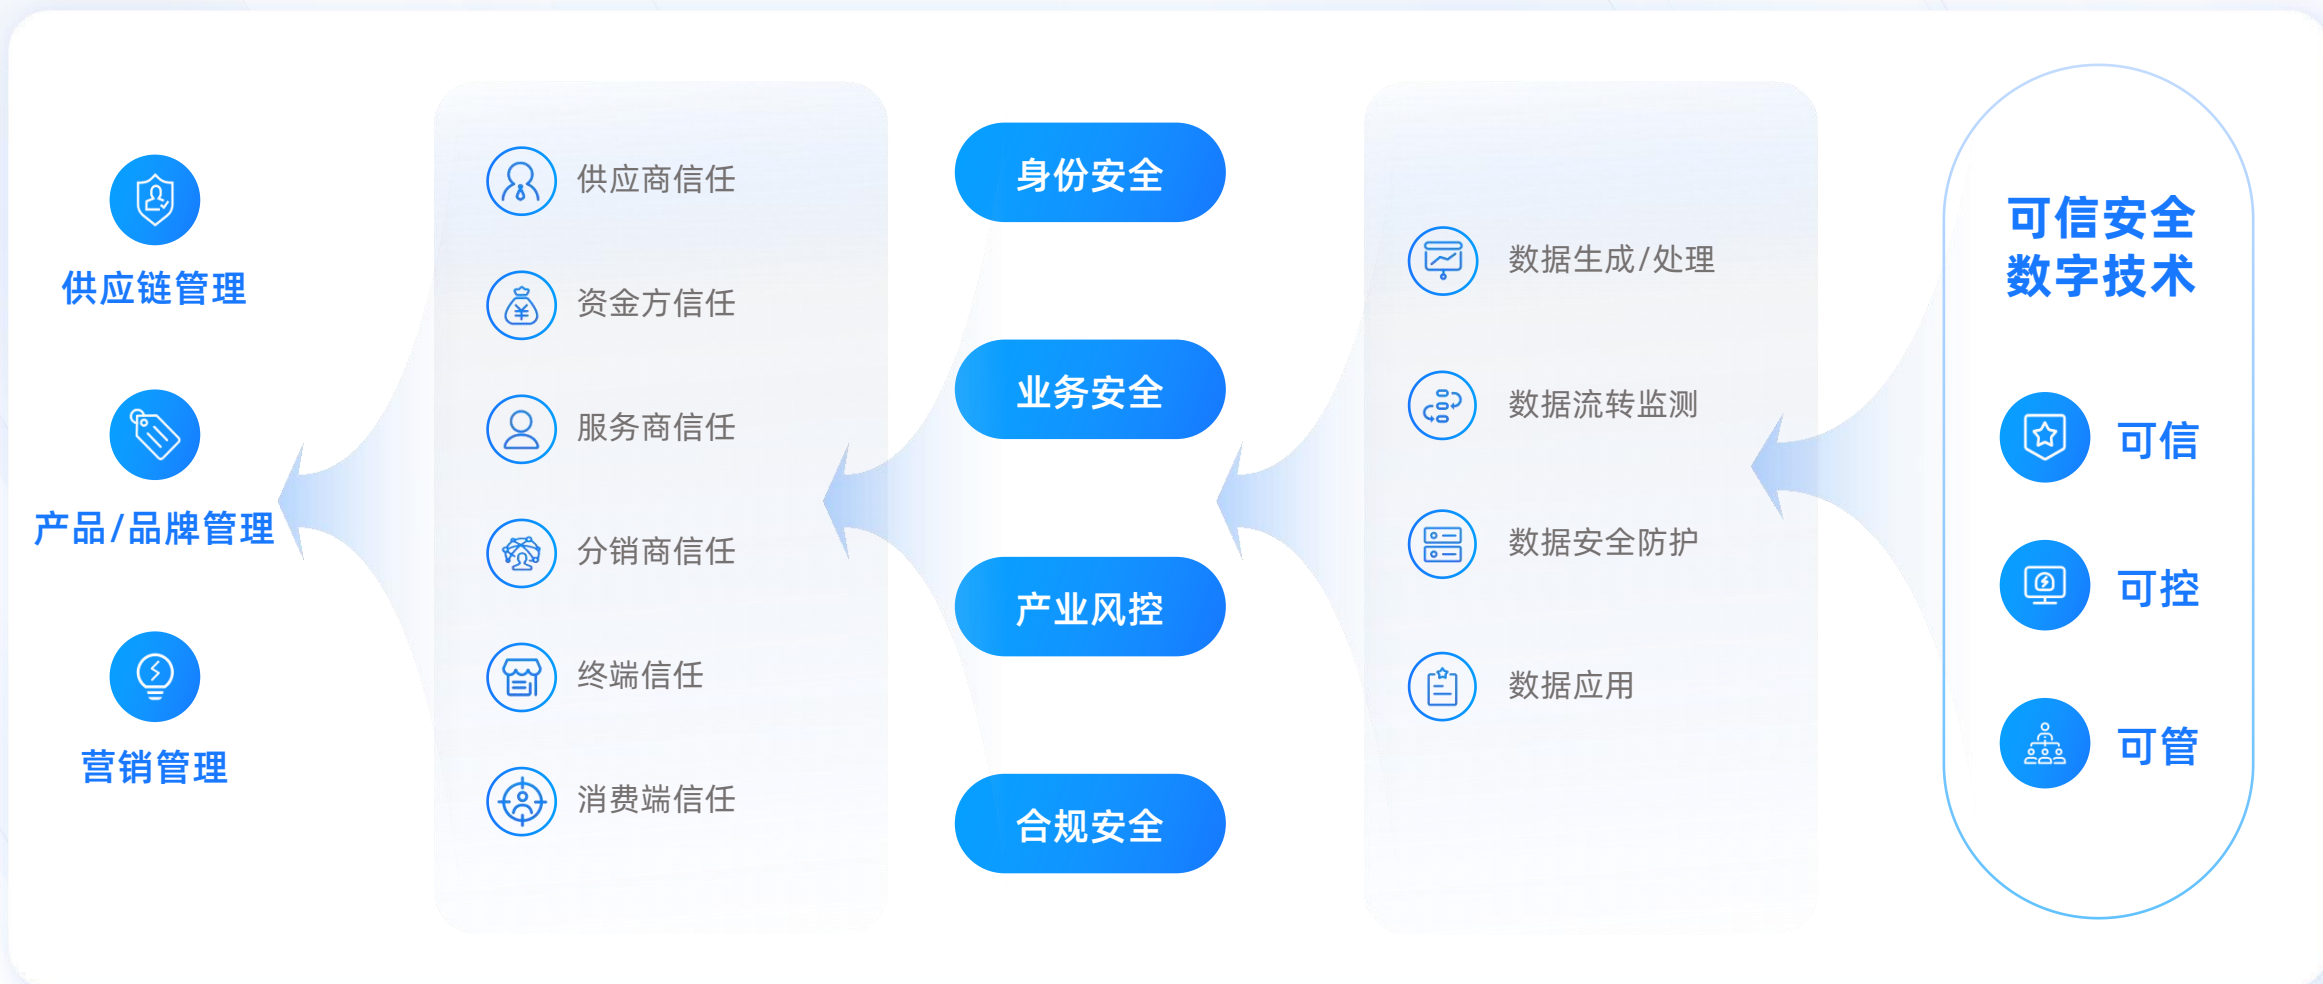 供应链管理
产品/品牌管理
营销管理
供应商信任
资金方信任
服务商信任
分销商信任
终端信任
消费端信任
身份安全
业务安全
产业风控
合规安全
数据生成/处理
数据流转监测
数据安全防护
数据应用
可信安全
数字技术
可信
可控
可管